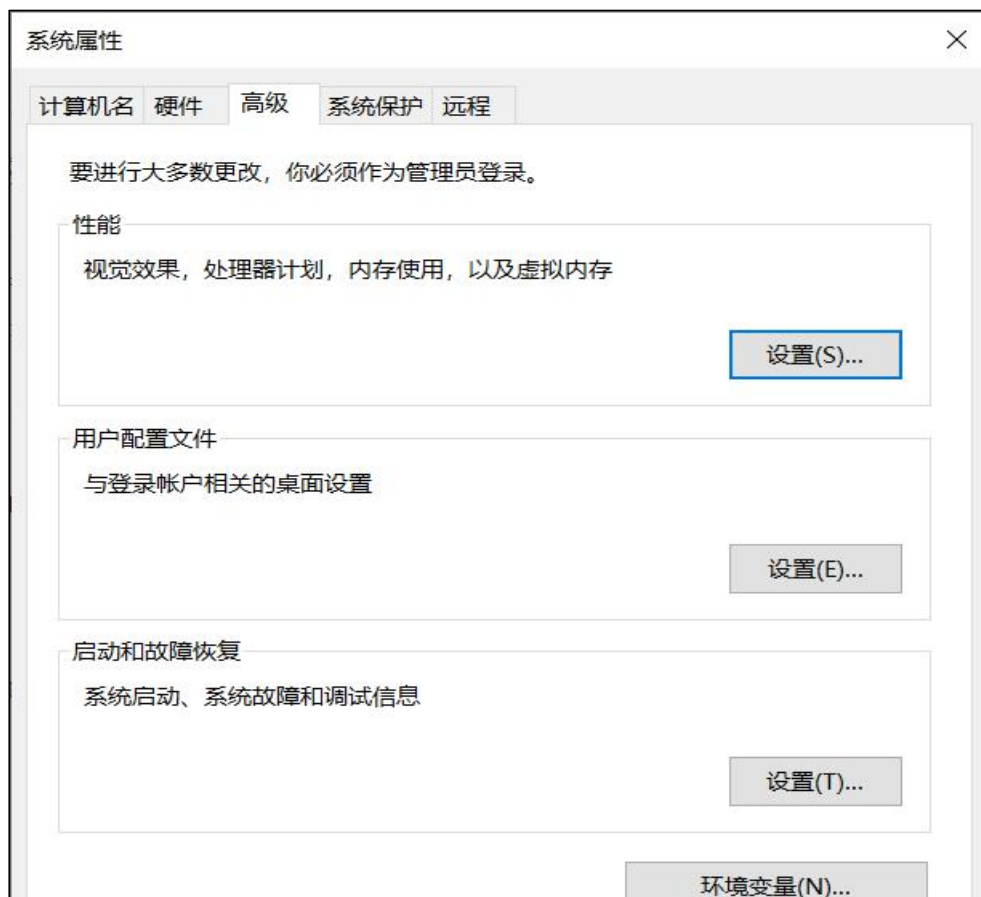 系统属性
计算机名 硬件 高级 系统保护 远程
要进行大多数更改，你必须作为管理员登录。
性能
视觉效果，处理器计划，内存使用，以及虚拟内存
设置(S)...
用户配置文件
与登录帐户相关的桌面设置
设置(E)...
启动和故障恢复
系统启动、系统故障和调试信息
设置(T)...
环境变量(N)...